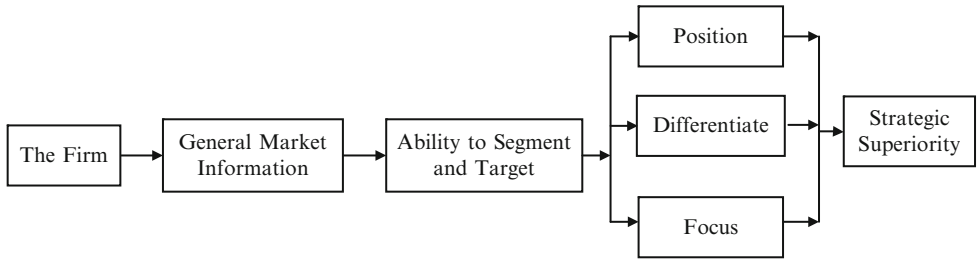 The Firm
General Market
Information
Ability to Segment
and Target
Position
Differentiate
Focus
Strategic
Superiority